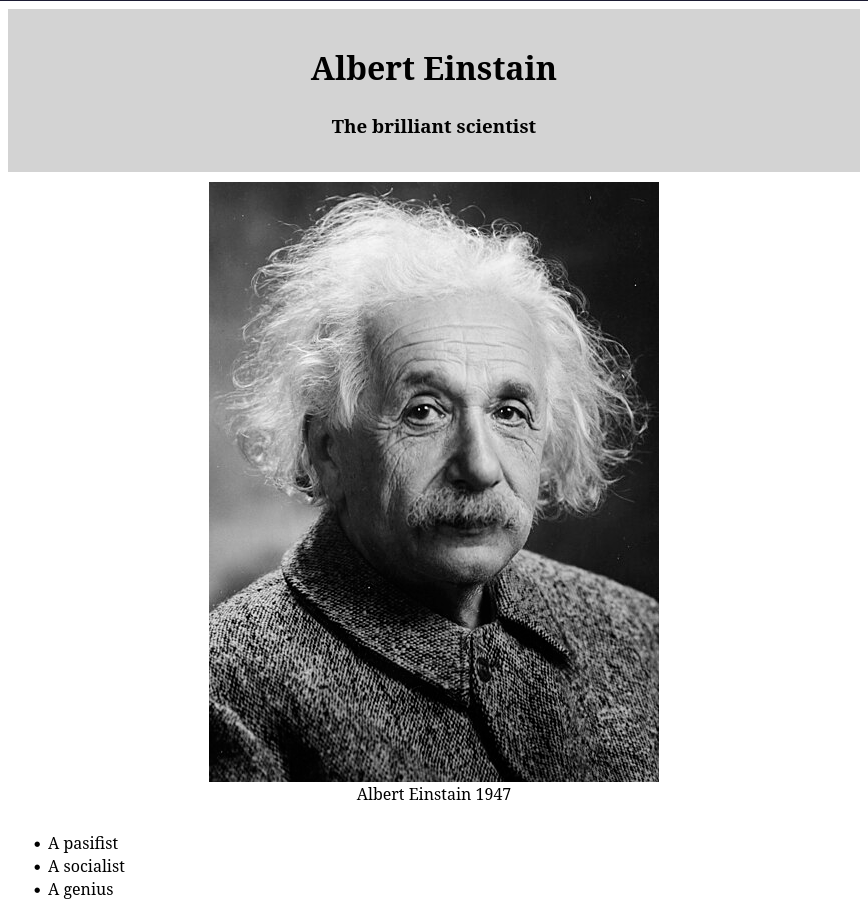 Albert Einstain
The brilliant scientist
Albert Einstain 1947
A pasifist
A socialist
A genius